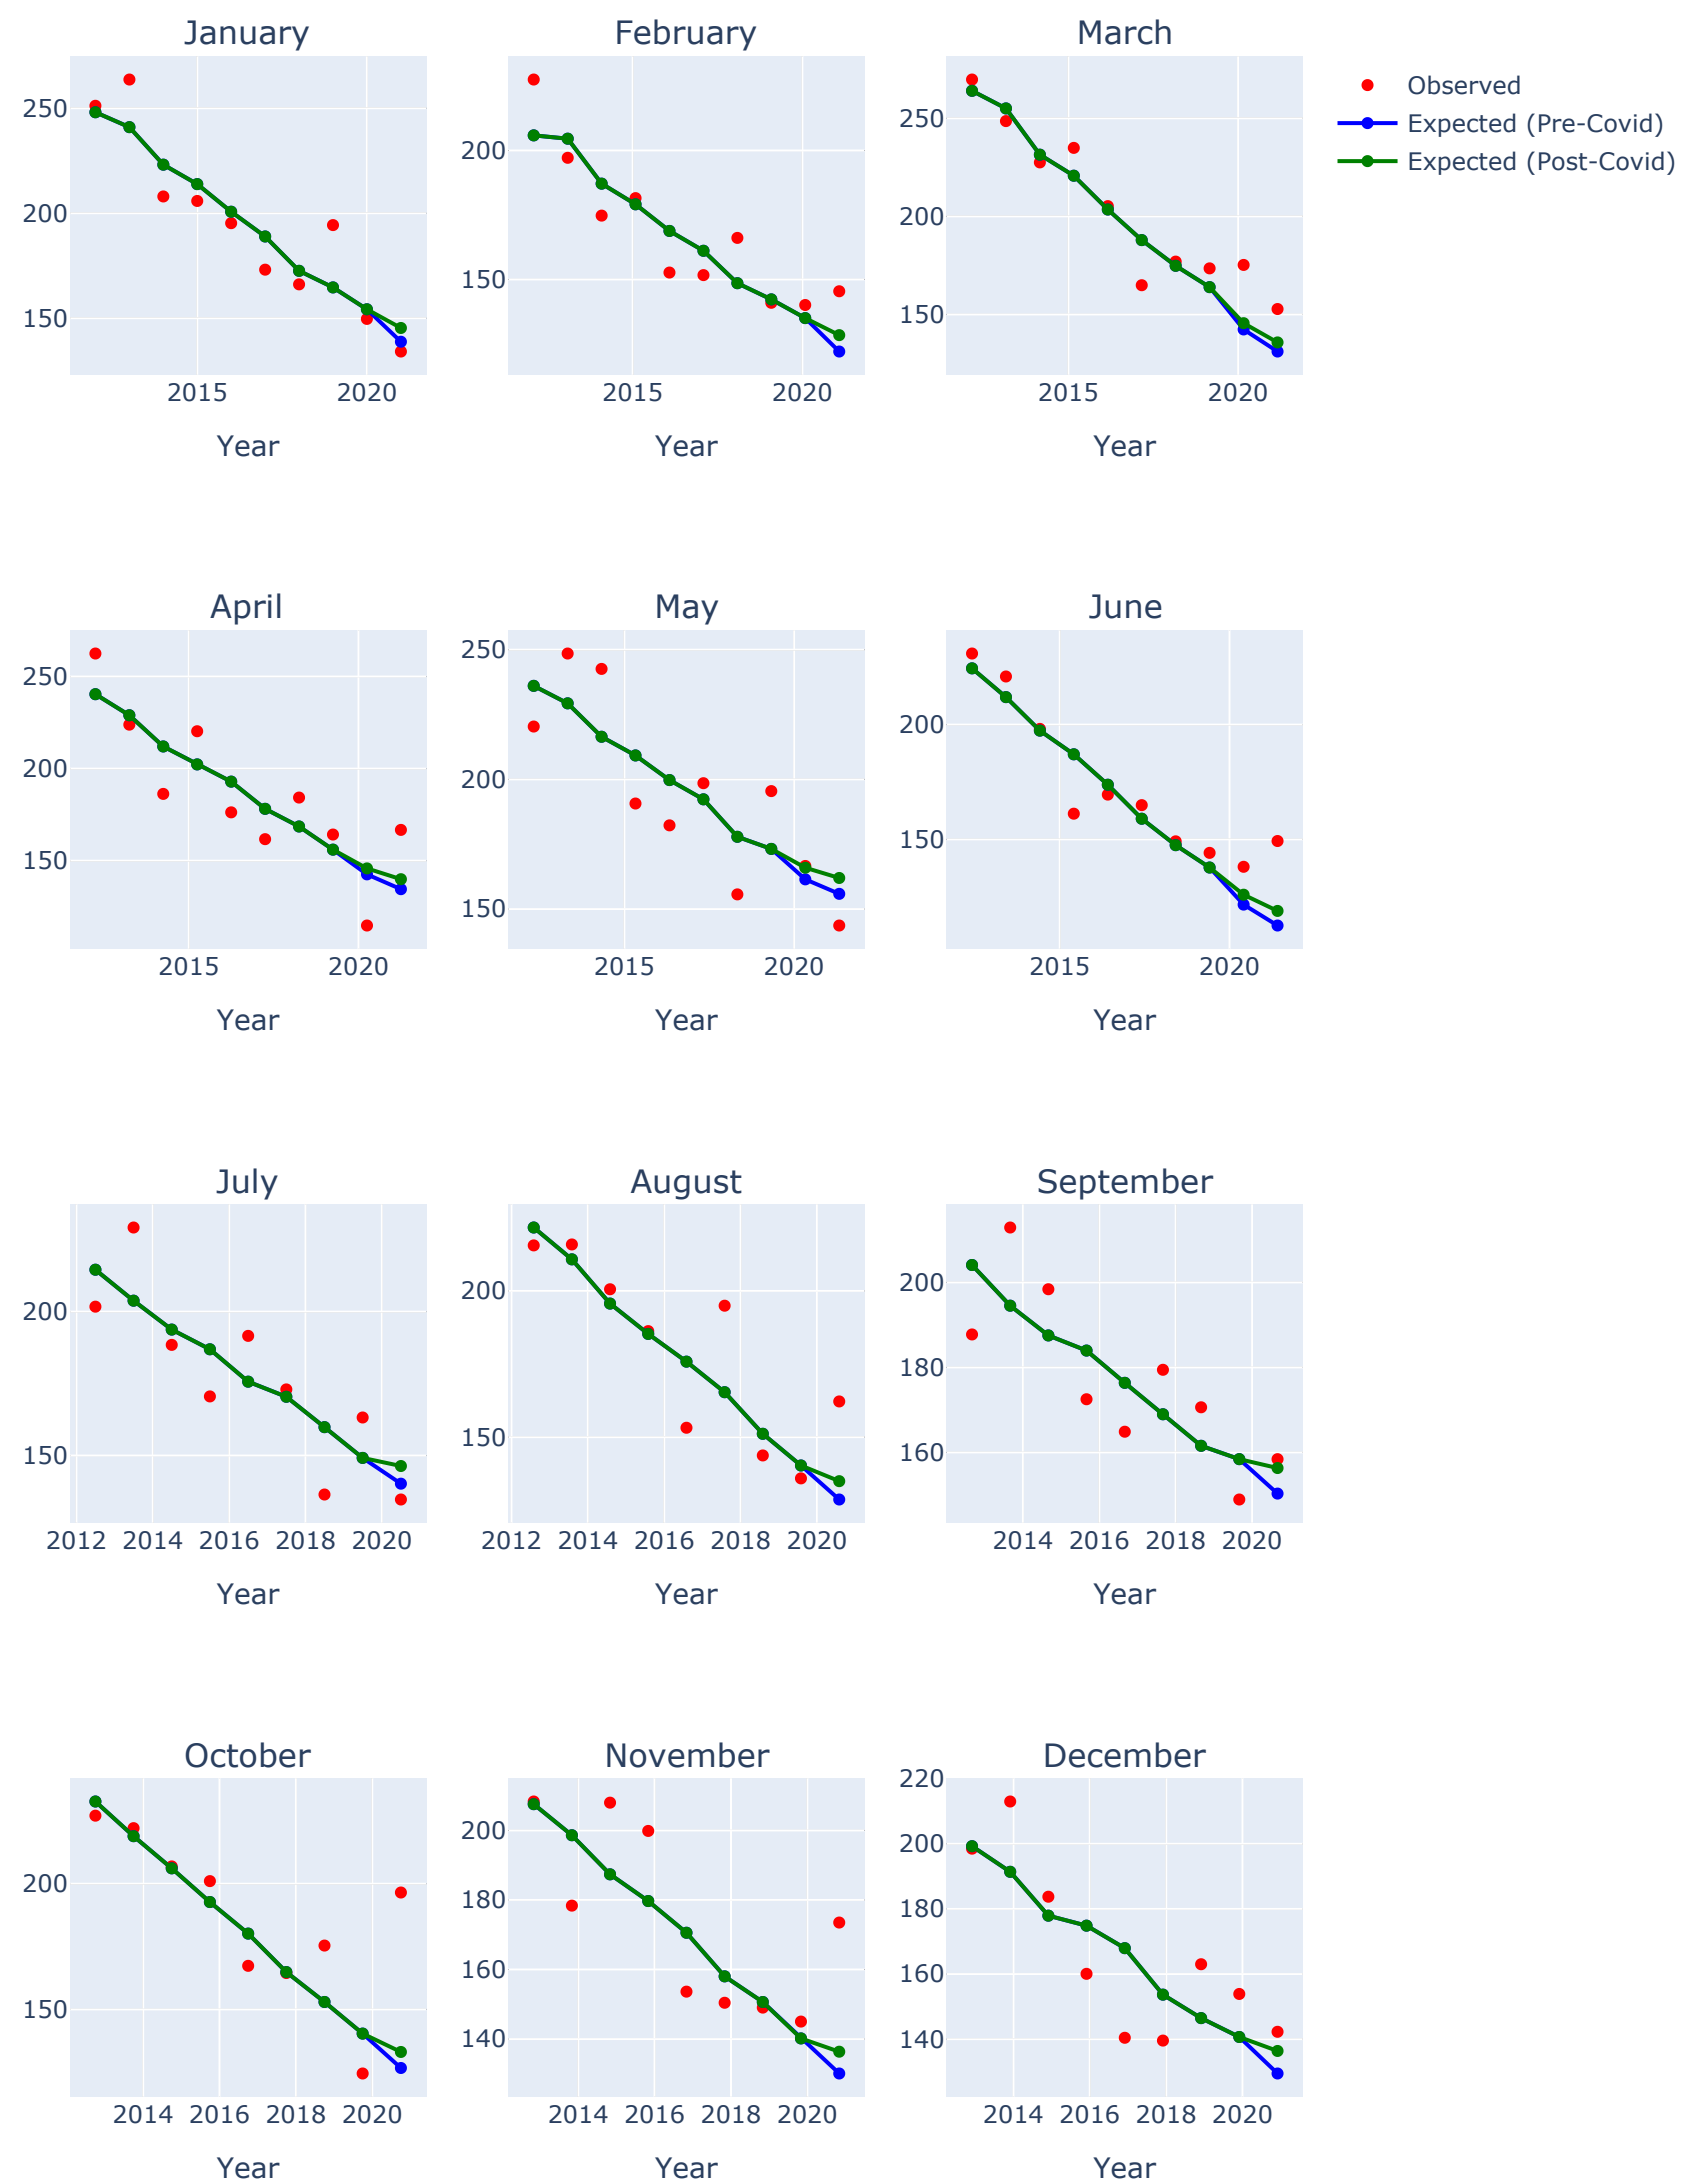 January
February
March
250
200
150
2015
2020
Year
200
150
2015
2020
Year
250
200
150
2015
2020
Year
Observed
Expected (Pre-Covid)
Expected (Post-Covid)
April
May
June
250
200
150
2015
2020
Year
250
200
150
2015
2020
Year
200
150
2015
2020
Year
July
August
September
200
150
2012
2014
2016
2018
2020
Year
200
150
2012
2014
2016
2018
2020
Year
200
180
160
2014
2016
2018
2020
Year
October
November
December
200
150
2014
2016
2018
2020
Year
200
180
160
140
2014
2016
2018
2020
Year
220
200
180
160
140
2014
2016
2018
2020
Year